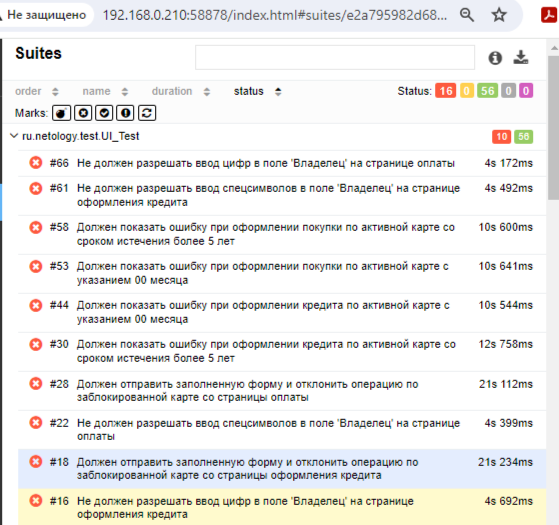 Не защищено 192.168.0.210:58878/index.html#suites/e2a795982d68...
Suites
order name duration status Status: 16 0 56 0 0
Marks:
ru.netology.test.UI_Test 10 56
#66 Не должен разрешать ввод цифр в поле 'Владелец' на странице оплаты 4s 172ms
#61 Не должен разрешать ввод спецсимволов в поле 'Владелец' на странице 4s 492ms
оформления кредита
#58 Должен показать ошибку при оформлении покупки по активной карте со 10s 600ms
сроком истечения более 5 лет
#53 Должен показать ошибку при оформлении покупки по активной карте с 10s 641ms
указанием 00 месяца
#44 Должен показать ошибку при оформлении кредита по активной карте с 10s 544ms
указанием 00 месяца
#30 Должен показать ошибку при оформлении кредита по активной карте со 12s 758ms
сроком истечения более 5 лет
#28 Должен отправить заполненную форму и отклонить операцию по 21s 112ms
заблокированной карте со страницы оплаты
#22 Не должен разрешать ввод спецсимволов в поле 'Владелец' на странице 4s 399ms
оплаты
#18 Должен отправить заполненную форму и отклонить операцию по 21s 234ms
заблокированной карте со страницы оформления кредита
#16 Не должен разрешать ввод цифр в поле 'Владелец' на странице 4s 692ms
оформления кредита